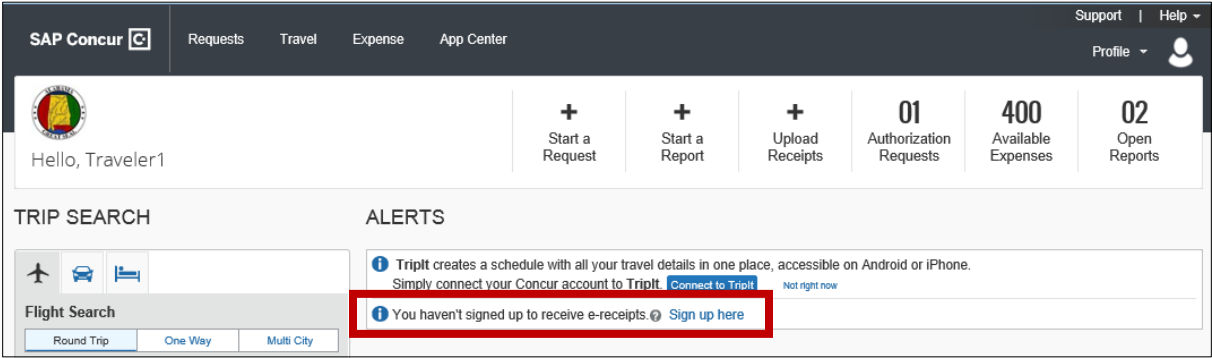 Support | Help
SAP Concur C Requests Travel Expense App Center
Profile
ALABAMA
GREAT SEAL
Hello, Traveler1
+ Start a Request
+ Start a Report
+ Upload Receipts
01 Authorization Requests
400 Available Expenses
02 Open Reports
TRIP SEARCH
ALERTS
TripIt creates a schedule with all your travel details in one place, accessible on Android or iPhone.
Simply connect your Concur account to TripIt. Connect to TripIt Not right now
You haven't signed up to receive e-receipts. ? Sign up here
Flight Search
Round Trip One Way Multi City